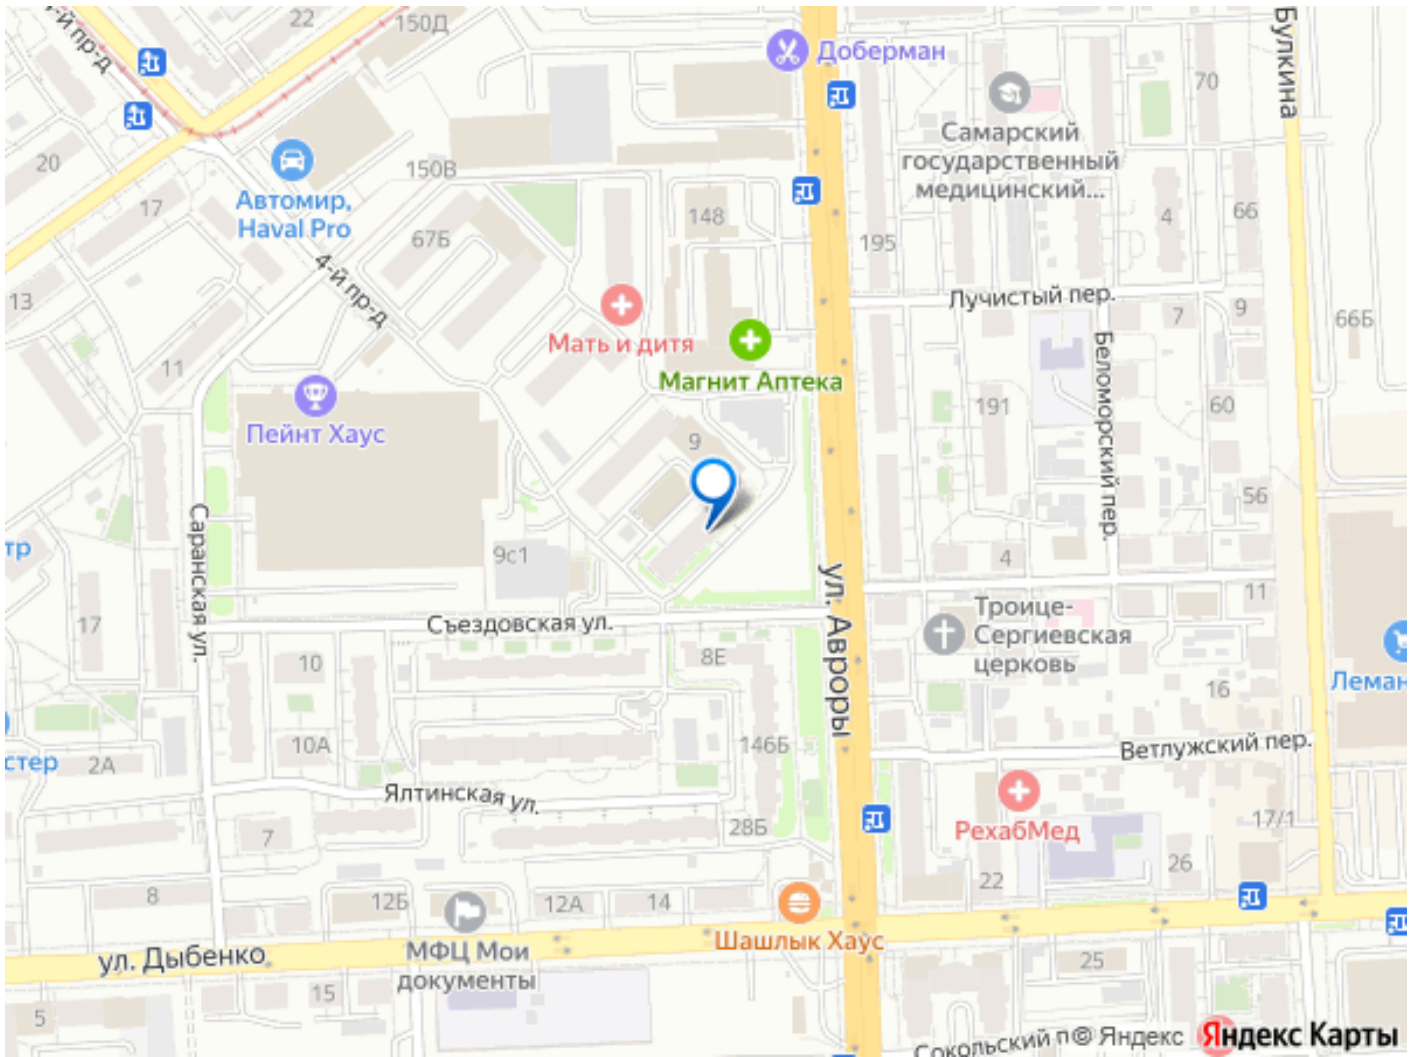 й пр-д
22
150Д
Доберман
Булкина
70
Самарский
государственный
медицинский...
20
150В
Автомир,
Haval Pro
17
67Б
148
195
4
66
4-й пр-д
Лучистый пер.
13
Мать и дитя
7
9
66Б
11
Магнит Аптека
Беломорский пер.
Пейнт Хаус
9
191
60
56
Саранская ул.
тр
9с1
4
ул. Авроры
11
Съездовская ул.
Троице-
Сергиевская
церковь
17
10
8Е
16
Леман
10А
146Б
Ветлужский пер.
стер
2А
Ялтинская ул.
7
28Б
РехабМед
17/1
26
22
8
12Б
12А
14
Шашлык Хаус
ул. Дыбенко
МФЦ Мои
документы
25
15
5
Сокольский п
© Яндекс
Яндекс Карты